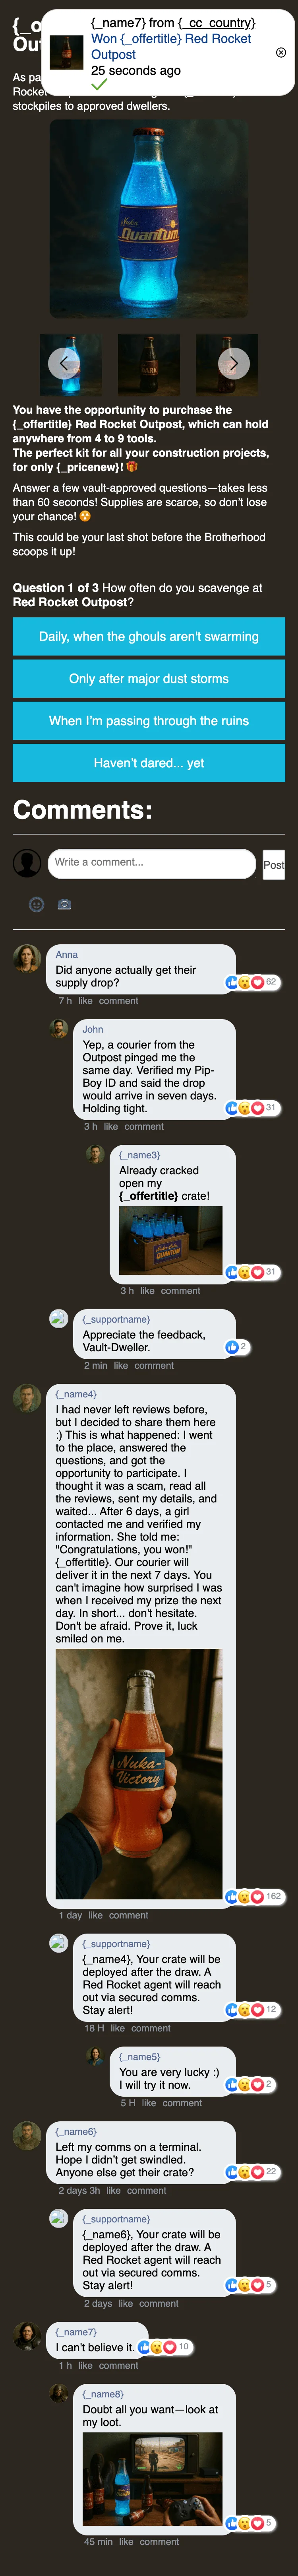 {_o
Out
{_name7} from {_cc_country}
Won {_offertitle} Red Rocket
Outpost
25 seconds ago
As pa
Rocke
stockpiles to approved dwellers.
Nuka
Quantum
DARK
You have the opportunity to purchase the
{_offertitle} Red Rocket Outpost, which can hold
anywhere from 4 to 9 tools.
The perfect kit for all your construction projects,
for only {_pricenew}! 🎁
Answer a few vault-approved questions—takes less
than 60 seconds! Supplies are scarce, so don't lose
your chance! ☢️
This could be your last shot before the Brotherhood
scoops it up!
Question 1 of 3 How often do you scavenge at
Red Rocket Outpost?
Daily, when the ghouls aren't swarming
Only after major dust storms
When I'm passing through the ruins
Haven't dared... yet
Comments:
Write a comment...
Post
Anna
Did anyone actually get their
supply drop?
62
7 h like comment
John
Yep, a courier from the
Outpost pinged me the
same day. Verified my Pip-
Boy ID and said the drop
would arrive in seven days.
Holding tight.
31
3 h like comment
{_name3}
Already cracked
open my
{_offertitle} crate!
QUANTUM
31
3 h like comment
{_supportname}
Appreciate the feedback,
Vault-Dweller.
2
2 min like comment
{_name4}
I had never left reviews before,
but I decided to share them here
:) This is what happened: I went
to the place, answered the
questions, and got the
opportunity to participate. I
thought it was a scam, read all
the reviews, sent my details, and
waited... After 6 days, a girl
contacted me and verified my
information. She told me:
"Congratulations, you won!"
{_offertitle}. Our courier will
deliver it in the next 7 days. You
can't imagine how surprised I was
when I received my prize the next
day. In short... don't hesitate.
Don't be afraid. Prove it, luck
smiled on me.
Nuka-
Victory
162
1 day like comment
{_supportname}
{_name4}, Your crate will be
deployed after the draw. A
Red Rocket agent will reach
out via secured comms.
Stay alert!
12
18 H like comment
{_name5}
You are very lucky :)
I will try it now.
2
5 H like comment
{_name6}
Left my comms on a terminal.
Hope I didn't get swindled.
Anyone else get their crate?
22
2 days 3h like comment
{_supportname}
{_name6}, Your crate will be
deployed after the draw. A
Red Rocket agent will reach
out via secured comms.
Stay alert!
5
2 days like comment
{_name7}
I can't believe it.
10
1 h like comment
{_name8}
Doubt all you want—look at
my loot.
5
45 min like comment